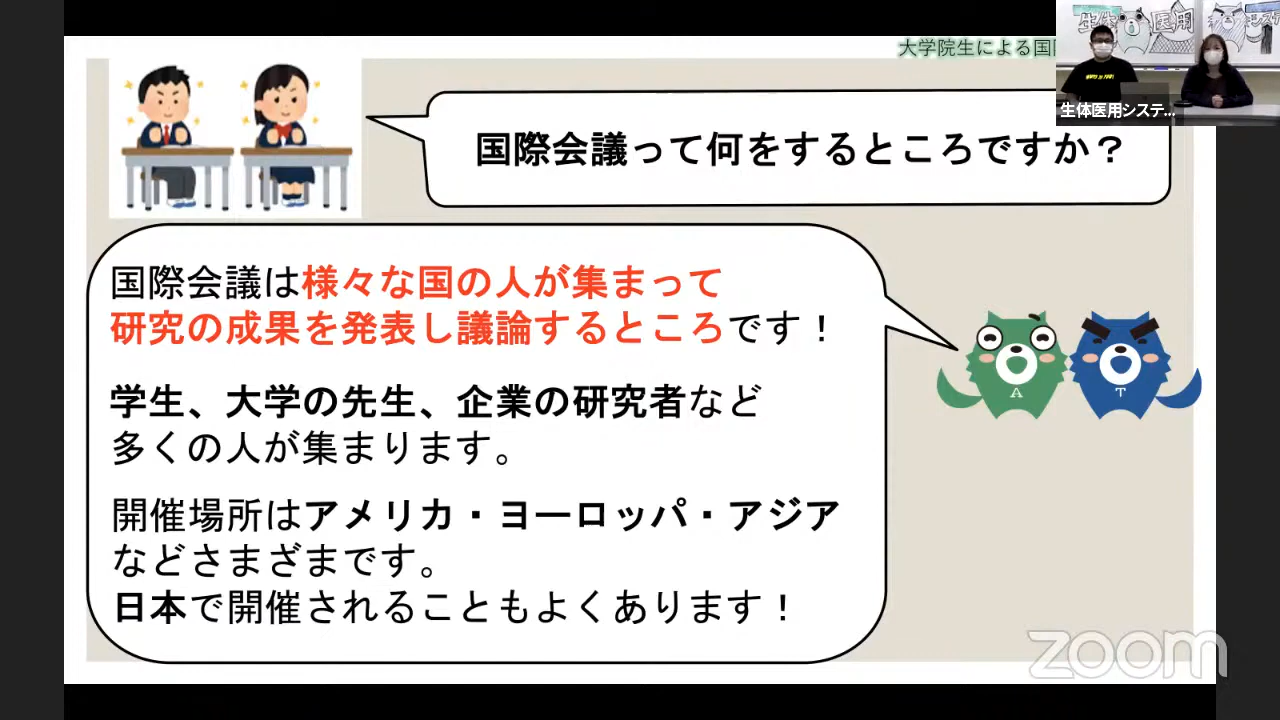 大学院生による国
生体医用システ...
国際会議って何をするところですか？
国際会議は様々な国の人が集まって
研究の成果を発表し議論するところです！
学生、大学の先生、企業の研究者など
多くの人が集まります。
開催場所はアメリカ・ヨーロッパ・アジア
などさまざまです。
日本で開催されることもよくあります！
A
T
zoom